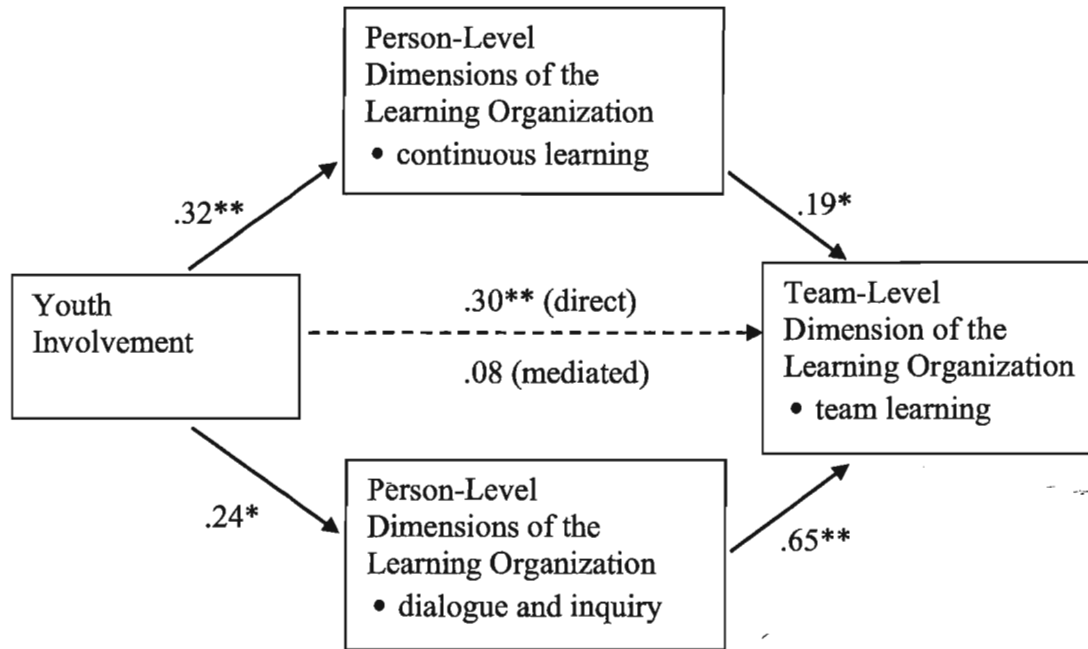 Person-Level
Dimensions of the
Learning Organization
• continuous learning
.32**
.19*
Youth
Involvement
.30** (direct)
.08 (mediated)
Team-Level
Dimension of the
Learning Organization
• team learning
.24*
Person-Level
Dimensions of the
Learning Organization
• dialogue and inquiry
.65**